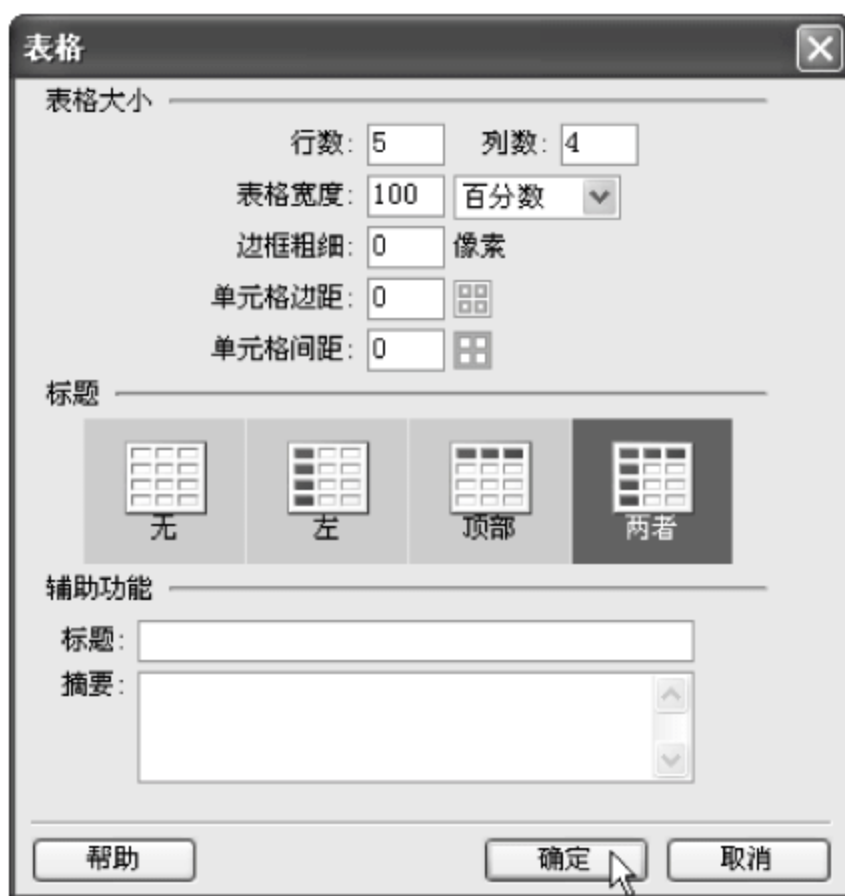 表格
表格大小
行数: 5 列数: 4
表格宽度: 100 百分数
边框粗细: 0 像素
单元格边距: 0
单元格间距: 0
标题
无 左 顶部 两者
辅助功能
标题:
摘要:
帮助 确定 取消